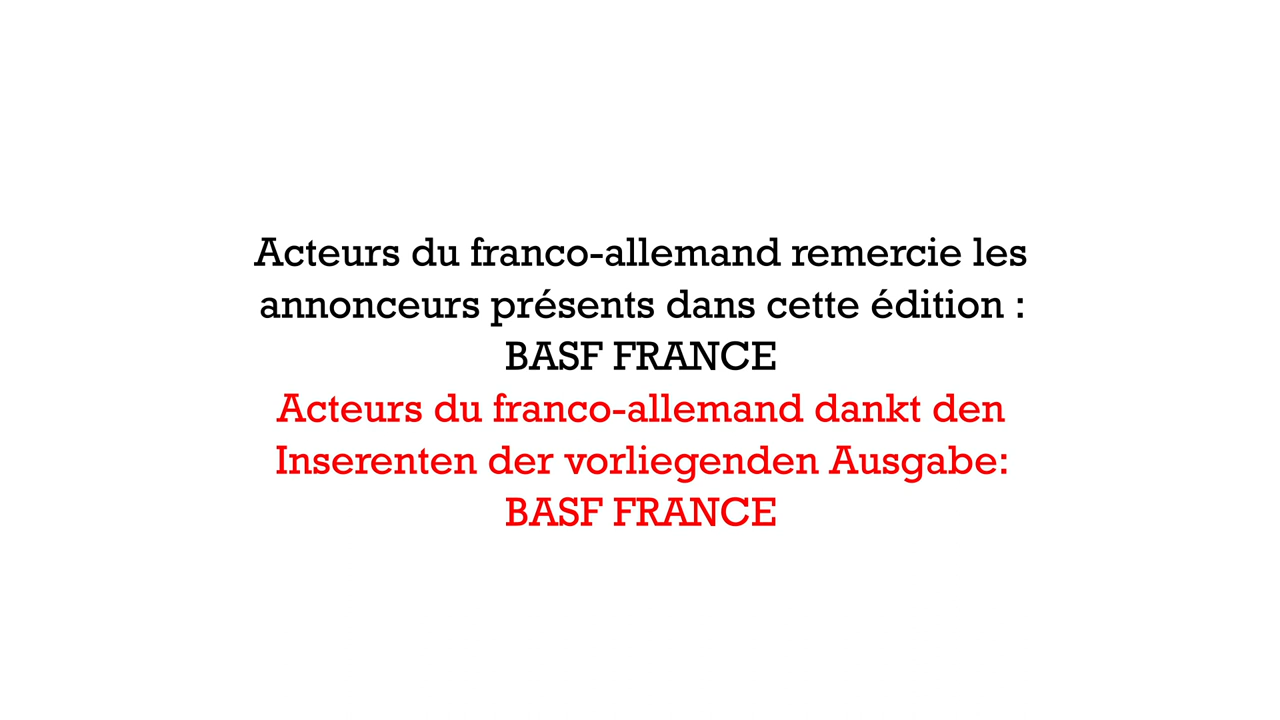 Acteurs du franco-allemand remercie les
annonceurs présents dans cette édition :
BASF FRANCE
Acteurs du franco-allemand dankt den
Inserenten der vorliegenden Ausgabe:
BASF FRANCE